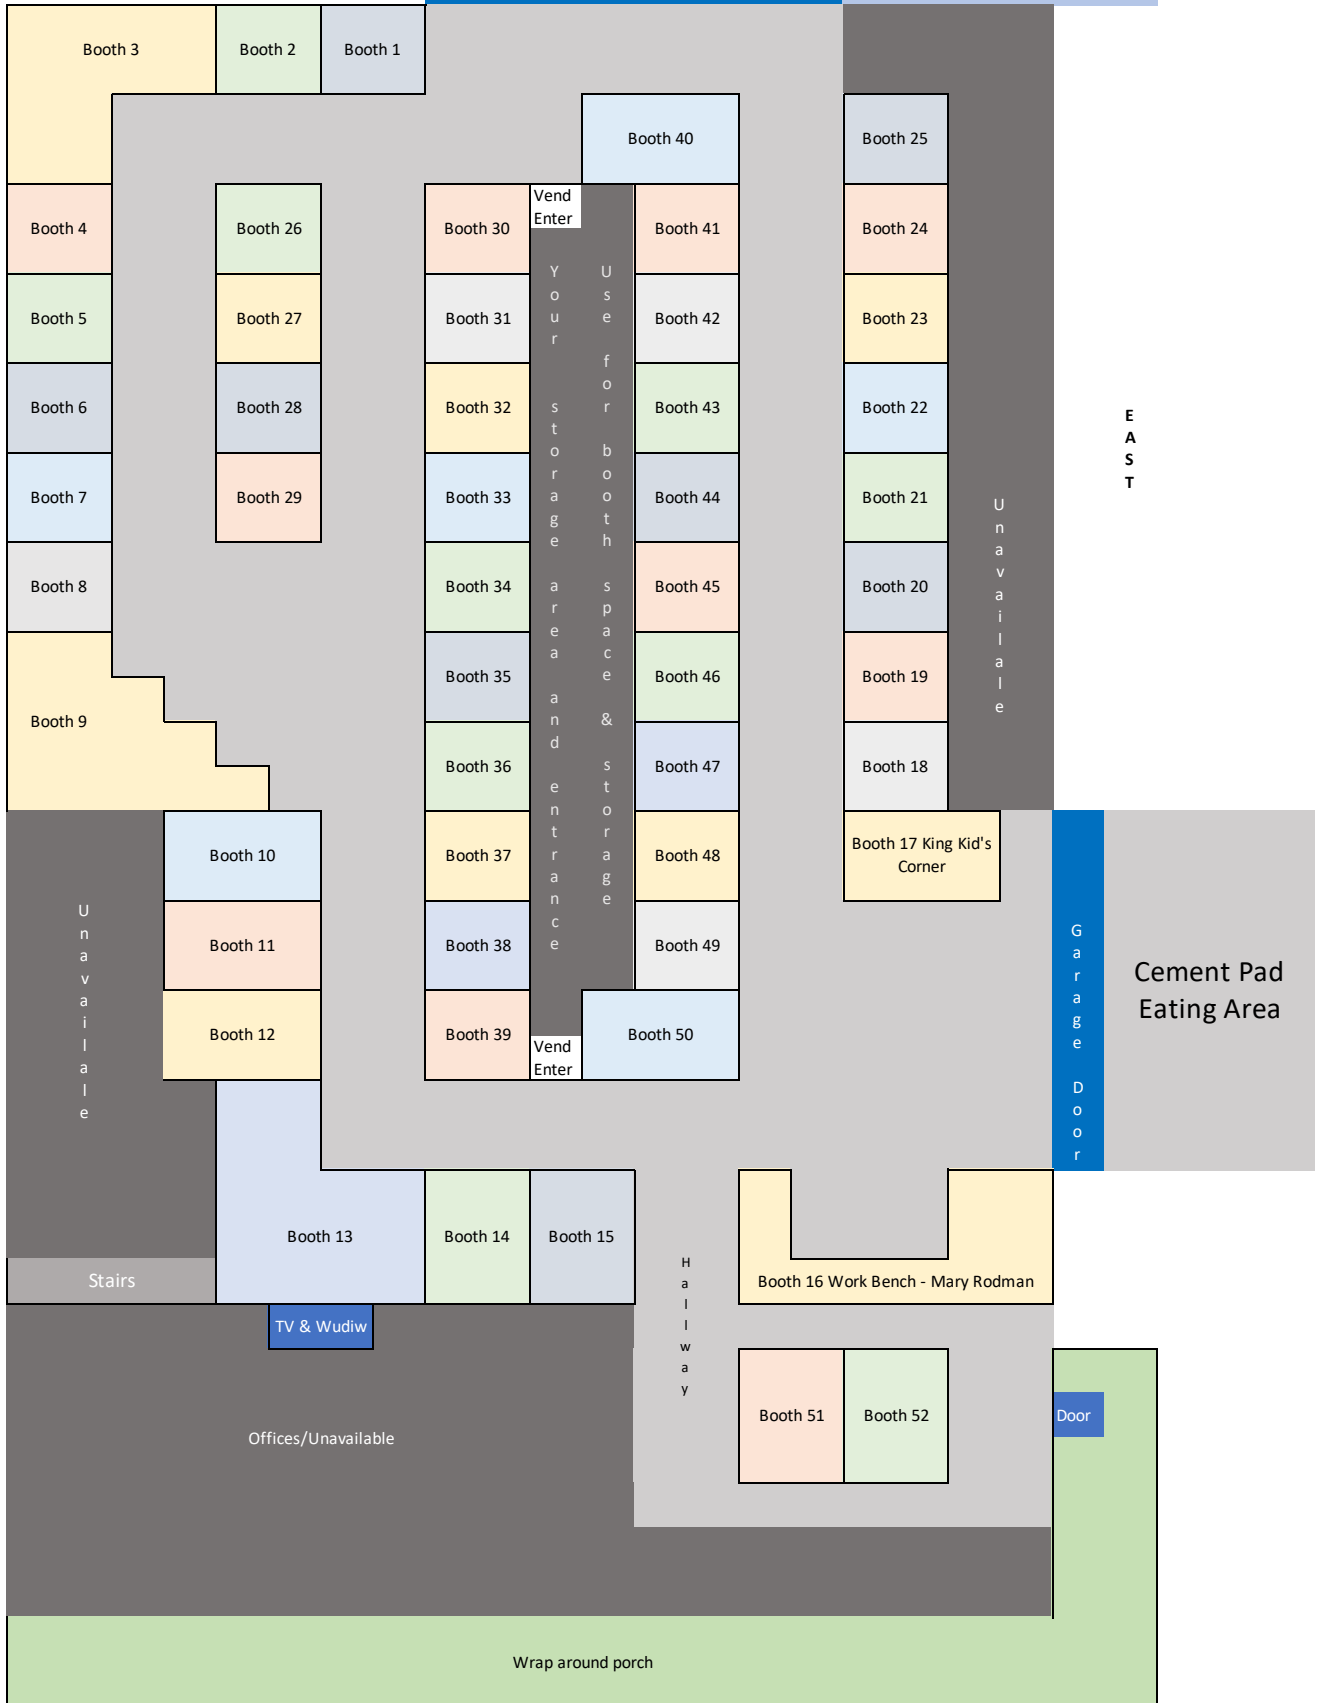 Booth 3
Booth 2
Booth 1
Booth 40
Booth 25
Booth 4
Booth 26
Booth 30
Vend
Enter
Booth 41
Booth 24
Booth 5
Booth 27
Booth 31
Booth 42
Booth 23
Booth 6
Booth 28
Booth 32
Booth 43
Booth 22
Booth 7
Booth 29
Booth 33
Booth 44
Booth 21
Booth 8
Booth 34
Booth 45
Booth 20
Booth 9
Booth 35
Booth 46
Booth 19
Booth 36
Booth 47
Booth 18
Your storage area and entrance
Use for booth space & storage
Unavailale
EAST
Booth 10
Booth 37
Booth 48
Booth 17 King Kid's
Corner
Booth 11
Booth 38
Booth 49
Booth 12
Booth 39
Vend
Enter
Booth 50
Unavailale
Garage Door
Cement Pad
Eating Area
Booth 13
Booth 14
Booth 15
Hallway
Booth 16 Work Bench - Mary Rodman
Stairs
TV & Wudiw
Booth 51
Booth 52
Door
Offices/Unavailable
Wrap around porch